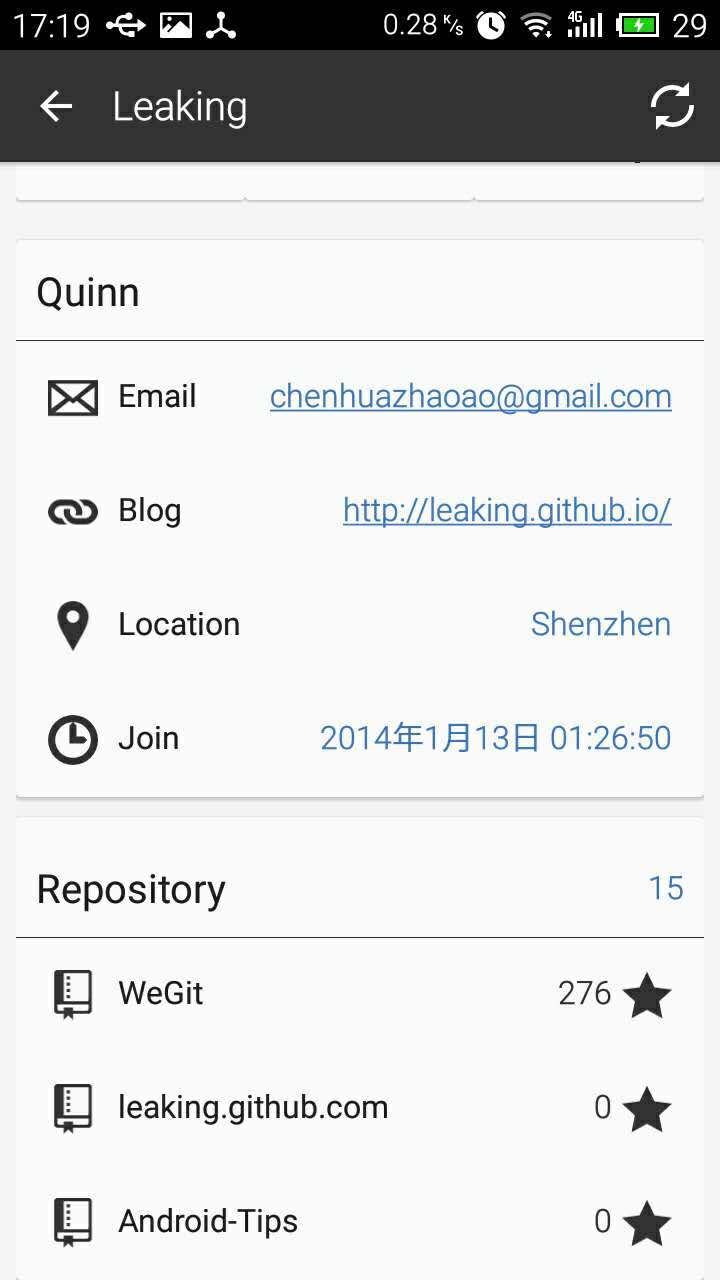 17:19 0.28 K/s 4G 29
Leaking
Quinn
Email chenhuazhaoao@gmail.com
Blog http://leaking.github.io/
Location Shenzhen
Join 2014年1月13日 01:26:50
Repository 15
WeGit 276
leaking.github.com 0
Android-Tips 0